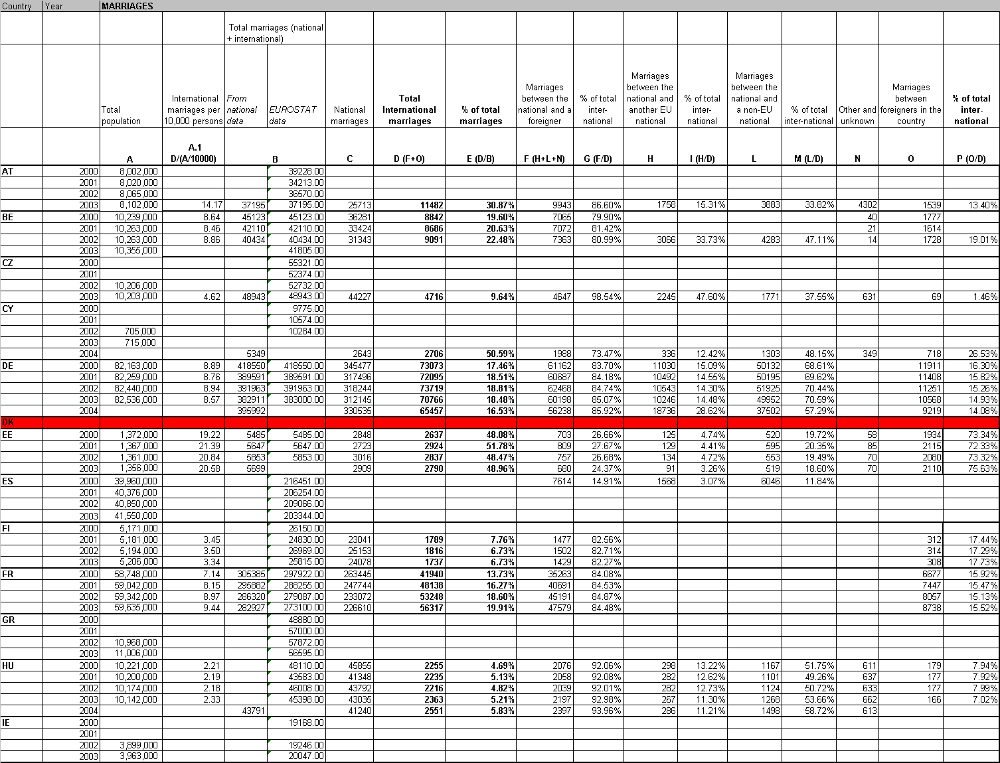 Country Year MARRIAGES
Total marriages (national
+ international)
Marriages Marriages
Marriages between the between the Marriages
Total International From Total between the % of total national and % of total national and between % of total
population marriages per national EUROSTAT National International % of total national and a inter- another EU inter- a non-EU % of total Other and foreigners in the inter-
10,000 persons data data marriages marriages marriages foreigner national national national national inter-national unknown country national
A.1
A D/(A/10000) B C D (F+O) E (D/B) F (H+L+N) G (F/D) H I (H/D) L M (L/D) N O P (O/D)
AT 2000 8,002,000 39228.00
2001 8,020,000 34213.00
2002 8,065,000 36570.00
2003 8,102,000 14.17 37195 37195.00 25713 11482 30.87% 9943 86.60% 1758 15.31% 3883 33.82% 4302 1539 13.40%
BE 2000 10,239,000 8.64 45123 45123.00 36281 8842 19.60% 7065 79.90% 40 1777
2001 10,263,000 8.46 42110 42110.00 33424 8686 20.63% 7072 81.42% 21 1614
2002 10,263,000 8.86 40434 40434.00 31343 9091 22.48% 7363 80.99% 3066 33.73% 4283 47.11% 14 1728 19.01%
2003 10,355,000 41805.00
CZ 2000 55321.00
2001 52374.00
2002 10,206,000 52732.00
2003 10,203,000 4.62 48943 48943.00 44227 4716 9.64% 4647 98.54% 2245 47.60% 1771 37.55% 631 69 1.46%
CY 2000 9775.00
2001 10574.00
2002 705,000 10284.00
2003 715,000
2004 5349 2643 2706 50.59% 1988 73.47% 336 12.42% 1303 48.15% 349 718 26.53%
DE 2000 82,163,000 8.89 418550 418550.00 345477 73073 17.46% 61162 83.70% 11030 15.09% 50132 68.61% 11911 16.30%
2001 82,259,000 8.76 389591 389591.00 317496 72095 18.51% 60687 84.18% 10492 14.55% 50195 69.62% 11408 15.82%
2002 82,440,000 8.94 391963 391963.00 318244 73719 18.81% 62468 84.74% 10543 14.30% 51925 70.44% 11251 15.26%
2003 82,536,000 8.57 382911 383000.00 312145 70766 18.48% 60198 85.07% 10246 14.48% 49952 70.59% 10568 14.93%
2004 395992 330535 65457 16.53% 56238 85.92% 18736 28.62% 37502 57.29% 9219 14.08%
DK
EE 2000 1,372,000 19.22 5485 5485.00 2848 2637 48.08% 703 26.66% 125 4.74% 520 19.72% 58 1934 73.34%
2001 1,367,000 21.39 5647 5647.00 2723 2924 51.78% 809 27.67% 129 4.41% 595 20.35% 85 2115 72.33%
2002 1,361,000 20.84 5853 5853.00 3016 2837 48.47% 757 26.68% 134 4.72% 553 19.49% 70 2080 73.32%
2003 1,356,000 20.58 5699 2909 2790 48.96% 680 24.37% 91 3.26% 519 18.60% 70 2110 75.63%
ES 2000 39,960,000 216451.00 7614 14.91% 1568 3.07% 6046 11.84%
2001 40,376,000 206254.00
2002 40,850,000 209066.00
2003 41,550,000 203344.00
FI 2000 5,171,000 26150.00
2001 5,181,000 3.45 24830.00 23041 1789 7.76% 1477 82.56% 312 17.44%
2002 5,194,000 3.50 26969.00 25153 1816 6.73% 1502 82.71% 314 17.29%
2003 5,206,000 3.34 25815.00 24078 1737 6.73% 1429 82.27% 308 17.73%
FR 2000 58,748,000 7.14 305385 297922.00 263445 41940 13.73% 35263 84.08% 6677 15.92%
2001 59,042,000 8.15 295882 288255.00 247744 48138 16.27% 40691 84.53% 7447 15.47%
2002 59,342,000 8.97 286320 279087.00 233072 53248 18.60% 45191 84.87% 8057 15.13%
2003 59,635,000 9.44 282927 273100.00 226610 56317 19.91% 47579 84.48% 8738 15.52%
GR 2000 48880.00
2001 57000.00
2002 10,968,000 57872.00
2003 11,006,000 56595.00
HU 2000 10,221,000 2.21 48110.00 45855 2255 4.69% 2076 92.06% 298 13.22% 1167 51.75% 611 179 7.94%
2001 10,200,000 2.19 43583.00 41348 2235 5.13% 2058 92.08% 282 12.62% 1101 49.26% 637 177 7.92%
2002 10,174,000 2.18 46008.00 43792 2216 4.82% 2039 92.01% 282 12.73% 1124 50.72% 633 177 7.99%
2003 10,142,000 2.33 45398.00 43035 2363 5.21% 2197 92.98% 267 11.30% 1268 53.66% 662 166 7.02%
2004 43791 41240 2551 5.83% 2397 93.96% 286 11.21% 1498 58.72% 613
IE 2000 19168.00
2001
2002 3,899,000 19246.00
2003 3,963,000 20047.00